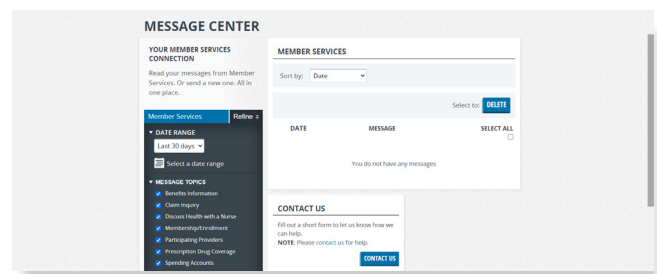 MESSAGE CENTER
YOUR MEMBER SERVICES
CONNECTION
Read your messages from Member
Services. Or send a new one. All in
one place.
Member Services
Refine
DATE RANGE
Last 30 days
Select a date range
MESSAGE TOPICS
Benefits Information
Claim Inquiry
Discuss Health with a Nurse
Membership/Enrollment
Participating Providers
Prescription Drug Coverage
Spending Accounts
MEMBER SERVICES
Sort by: Date
Select to: DELETE
DATE MESSAGE SELECT ALL
You do not have any messages
CONTACT US
Fill out a short form to let us know how we
can help.
NOTE: Please contact us for help.
CONTACT US